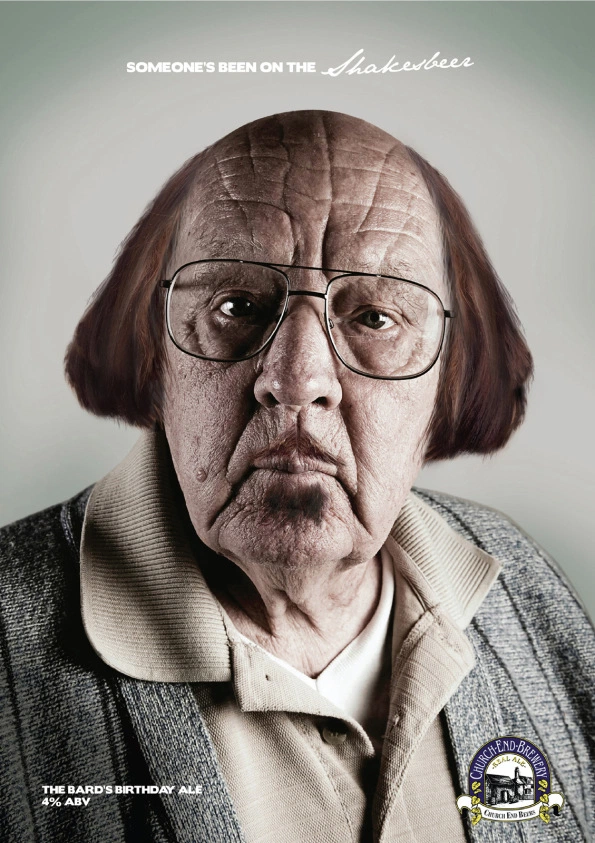 SOMEONE'S BEEN ON THE Shakesbeer
THE BARD'S BIRTHDAY ALE
4% ABV
CHURCH-END-BREWERY
REAL ALE
CHURCH END BEERS